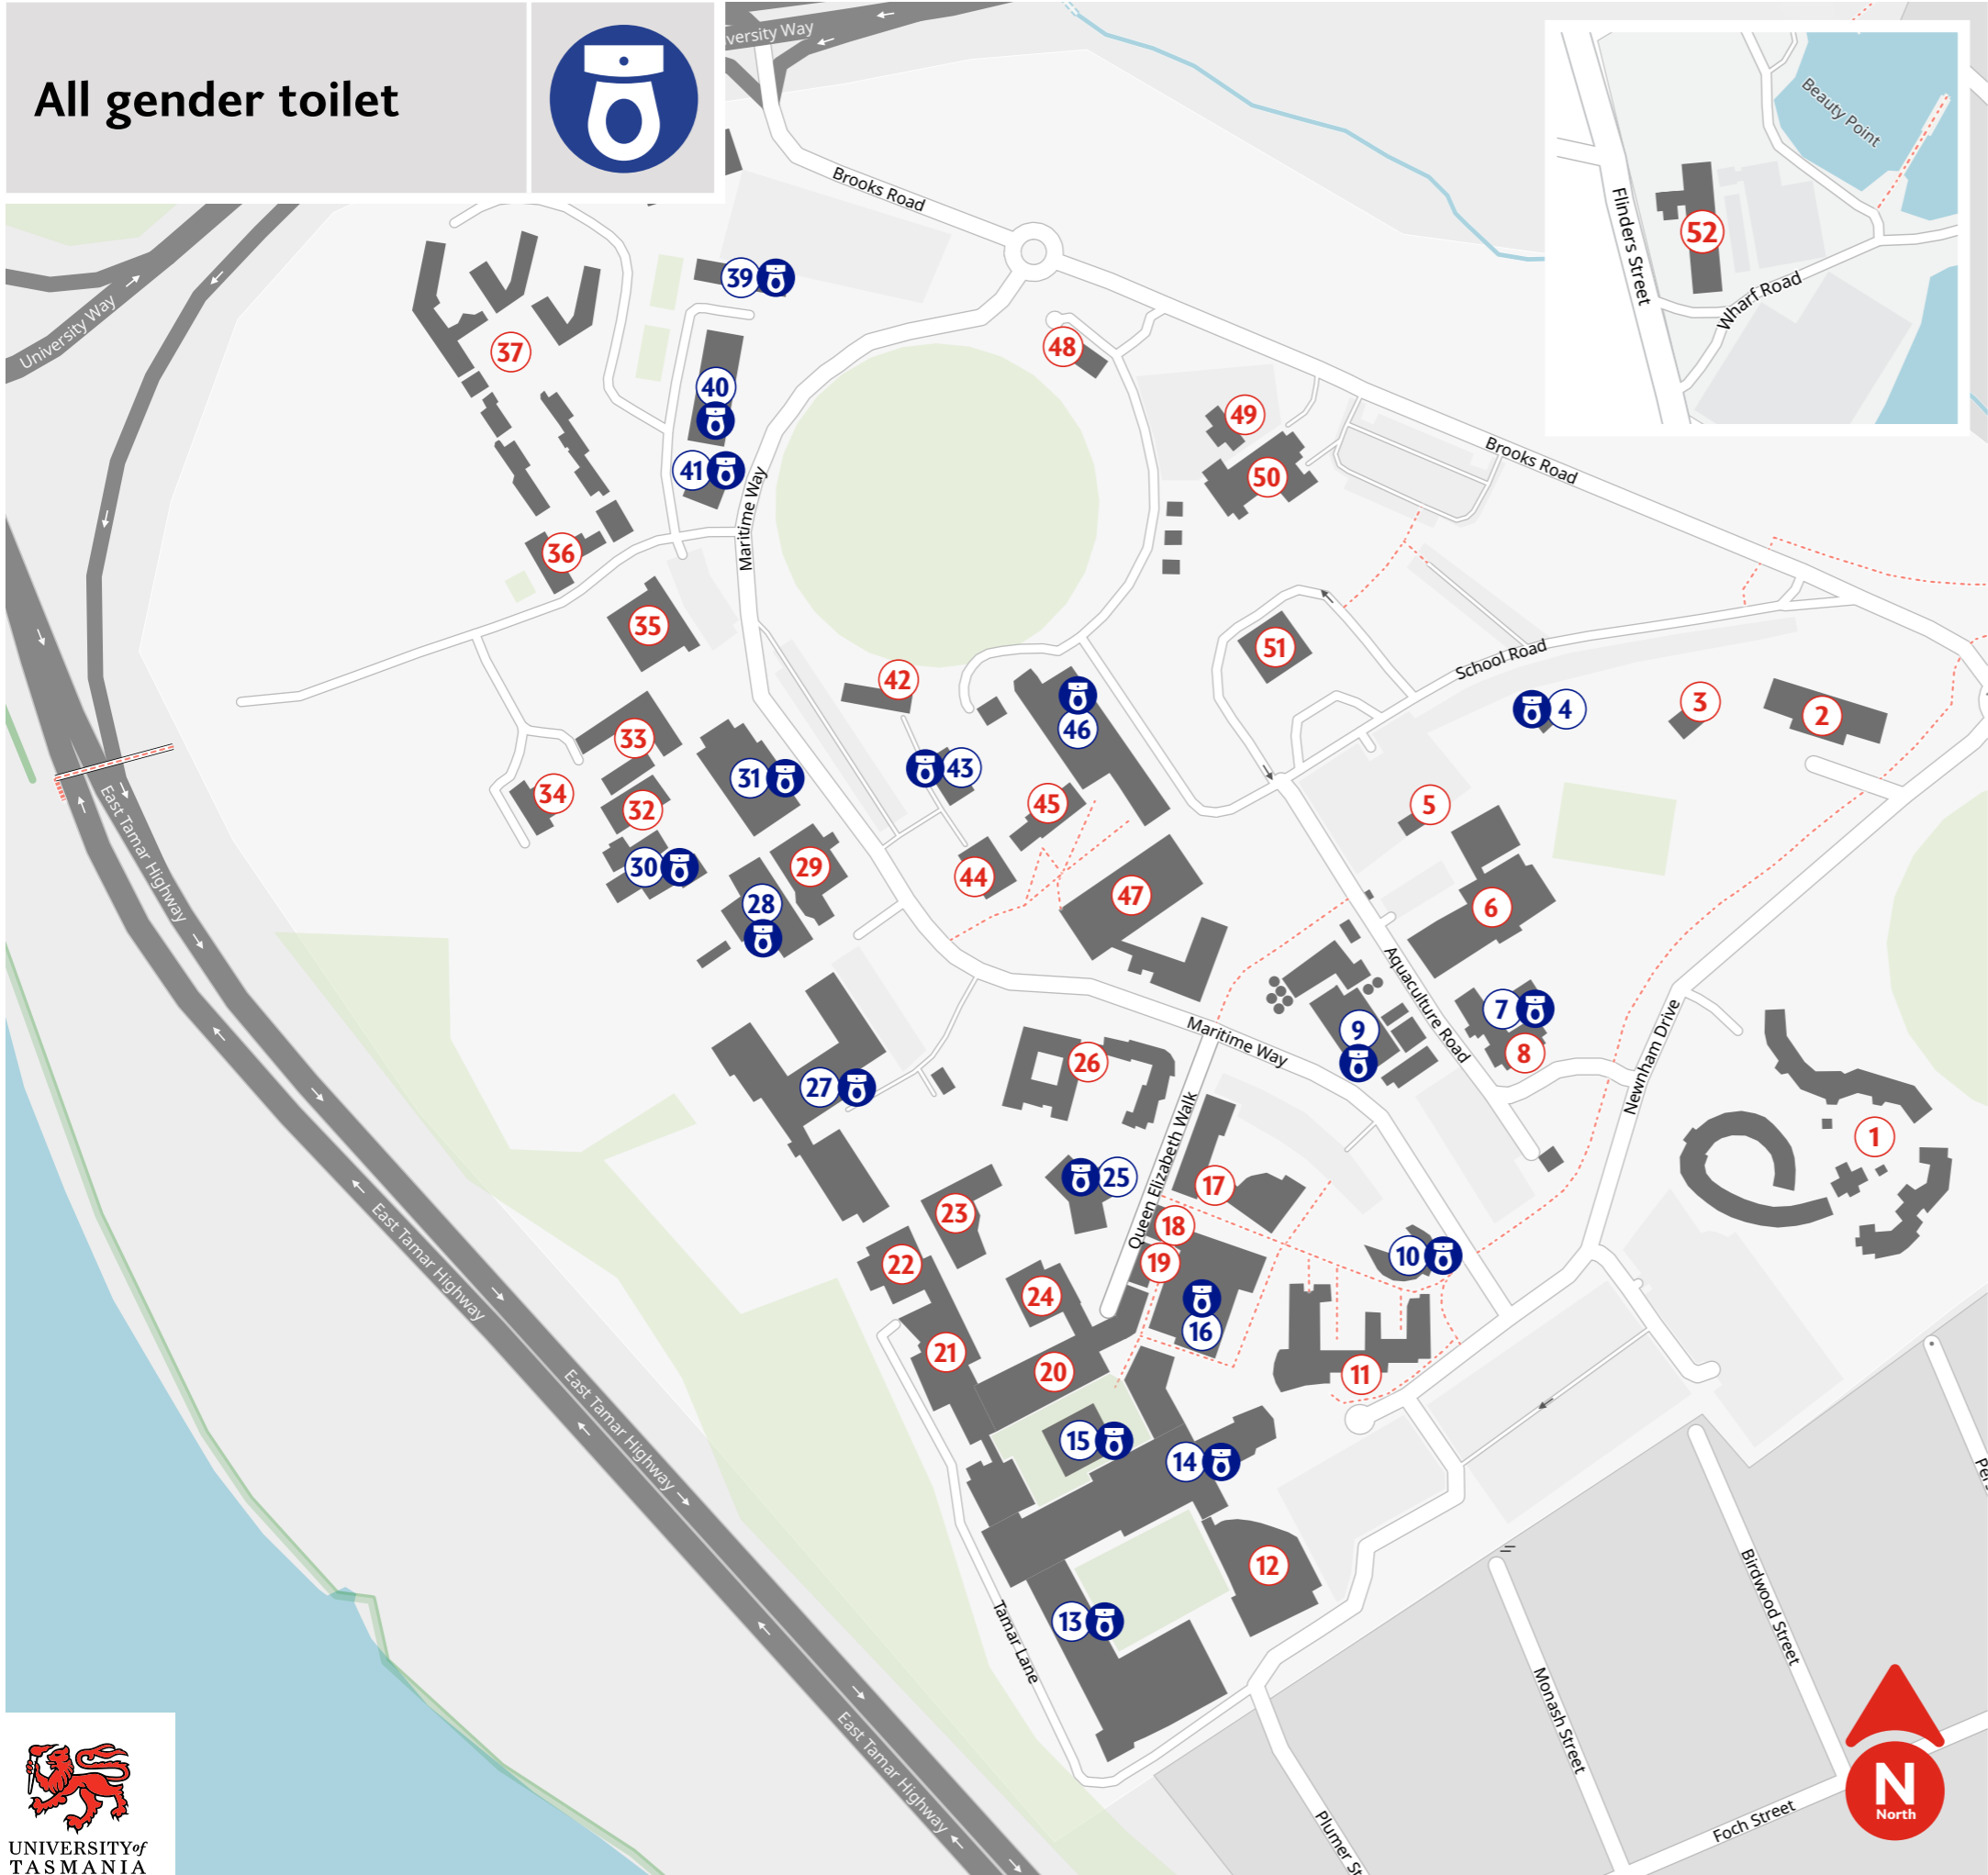 All gender toilet
versity Way
Brooks Road
Beauty Point
Flinders Street
52
Wharf Road
University Way
39
37
48
40
49
Brooks Road
41
50
Maritime Way
36
35
51
School Road
42
4
3
2
33
46
31
43
34
32
45
5
East Tamar Highway
30
29
44
28
47
6
Aquaculture Road
7
9
Maritime Way
8
26
Newnham Drive
27
Queen Elizabeth Walk
1
25
17
23
18
East Tamar Highway
22
19
10
24
16
21
20
11
East Tamar Highway
15
14
12
Birdwood Street
13
Tamar Lane
Monash Street
East Tamar Highway
N
North
Foch Street
Plumer St
UNIVERSITY of
TASMANIA